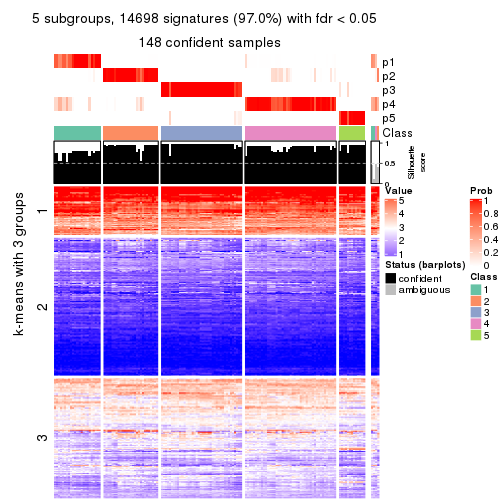 5 subgroups, 14698 signatures (97.0%) with fdr < 0.05
148 confident samples
p1
p2
p3
p4
p5
Class
1
0.5
0
Silhouette
score
k-means with 3 groups
1
2
3
Value
5
4
3
2
1
Status (barplots)
confident
ambiguous
Prob
1
0.8
0.6
0.4
0.2
0
Class
1
2
3
4
5